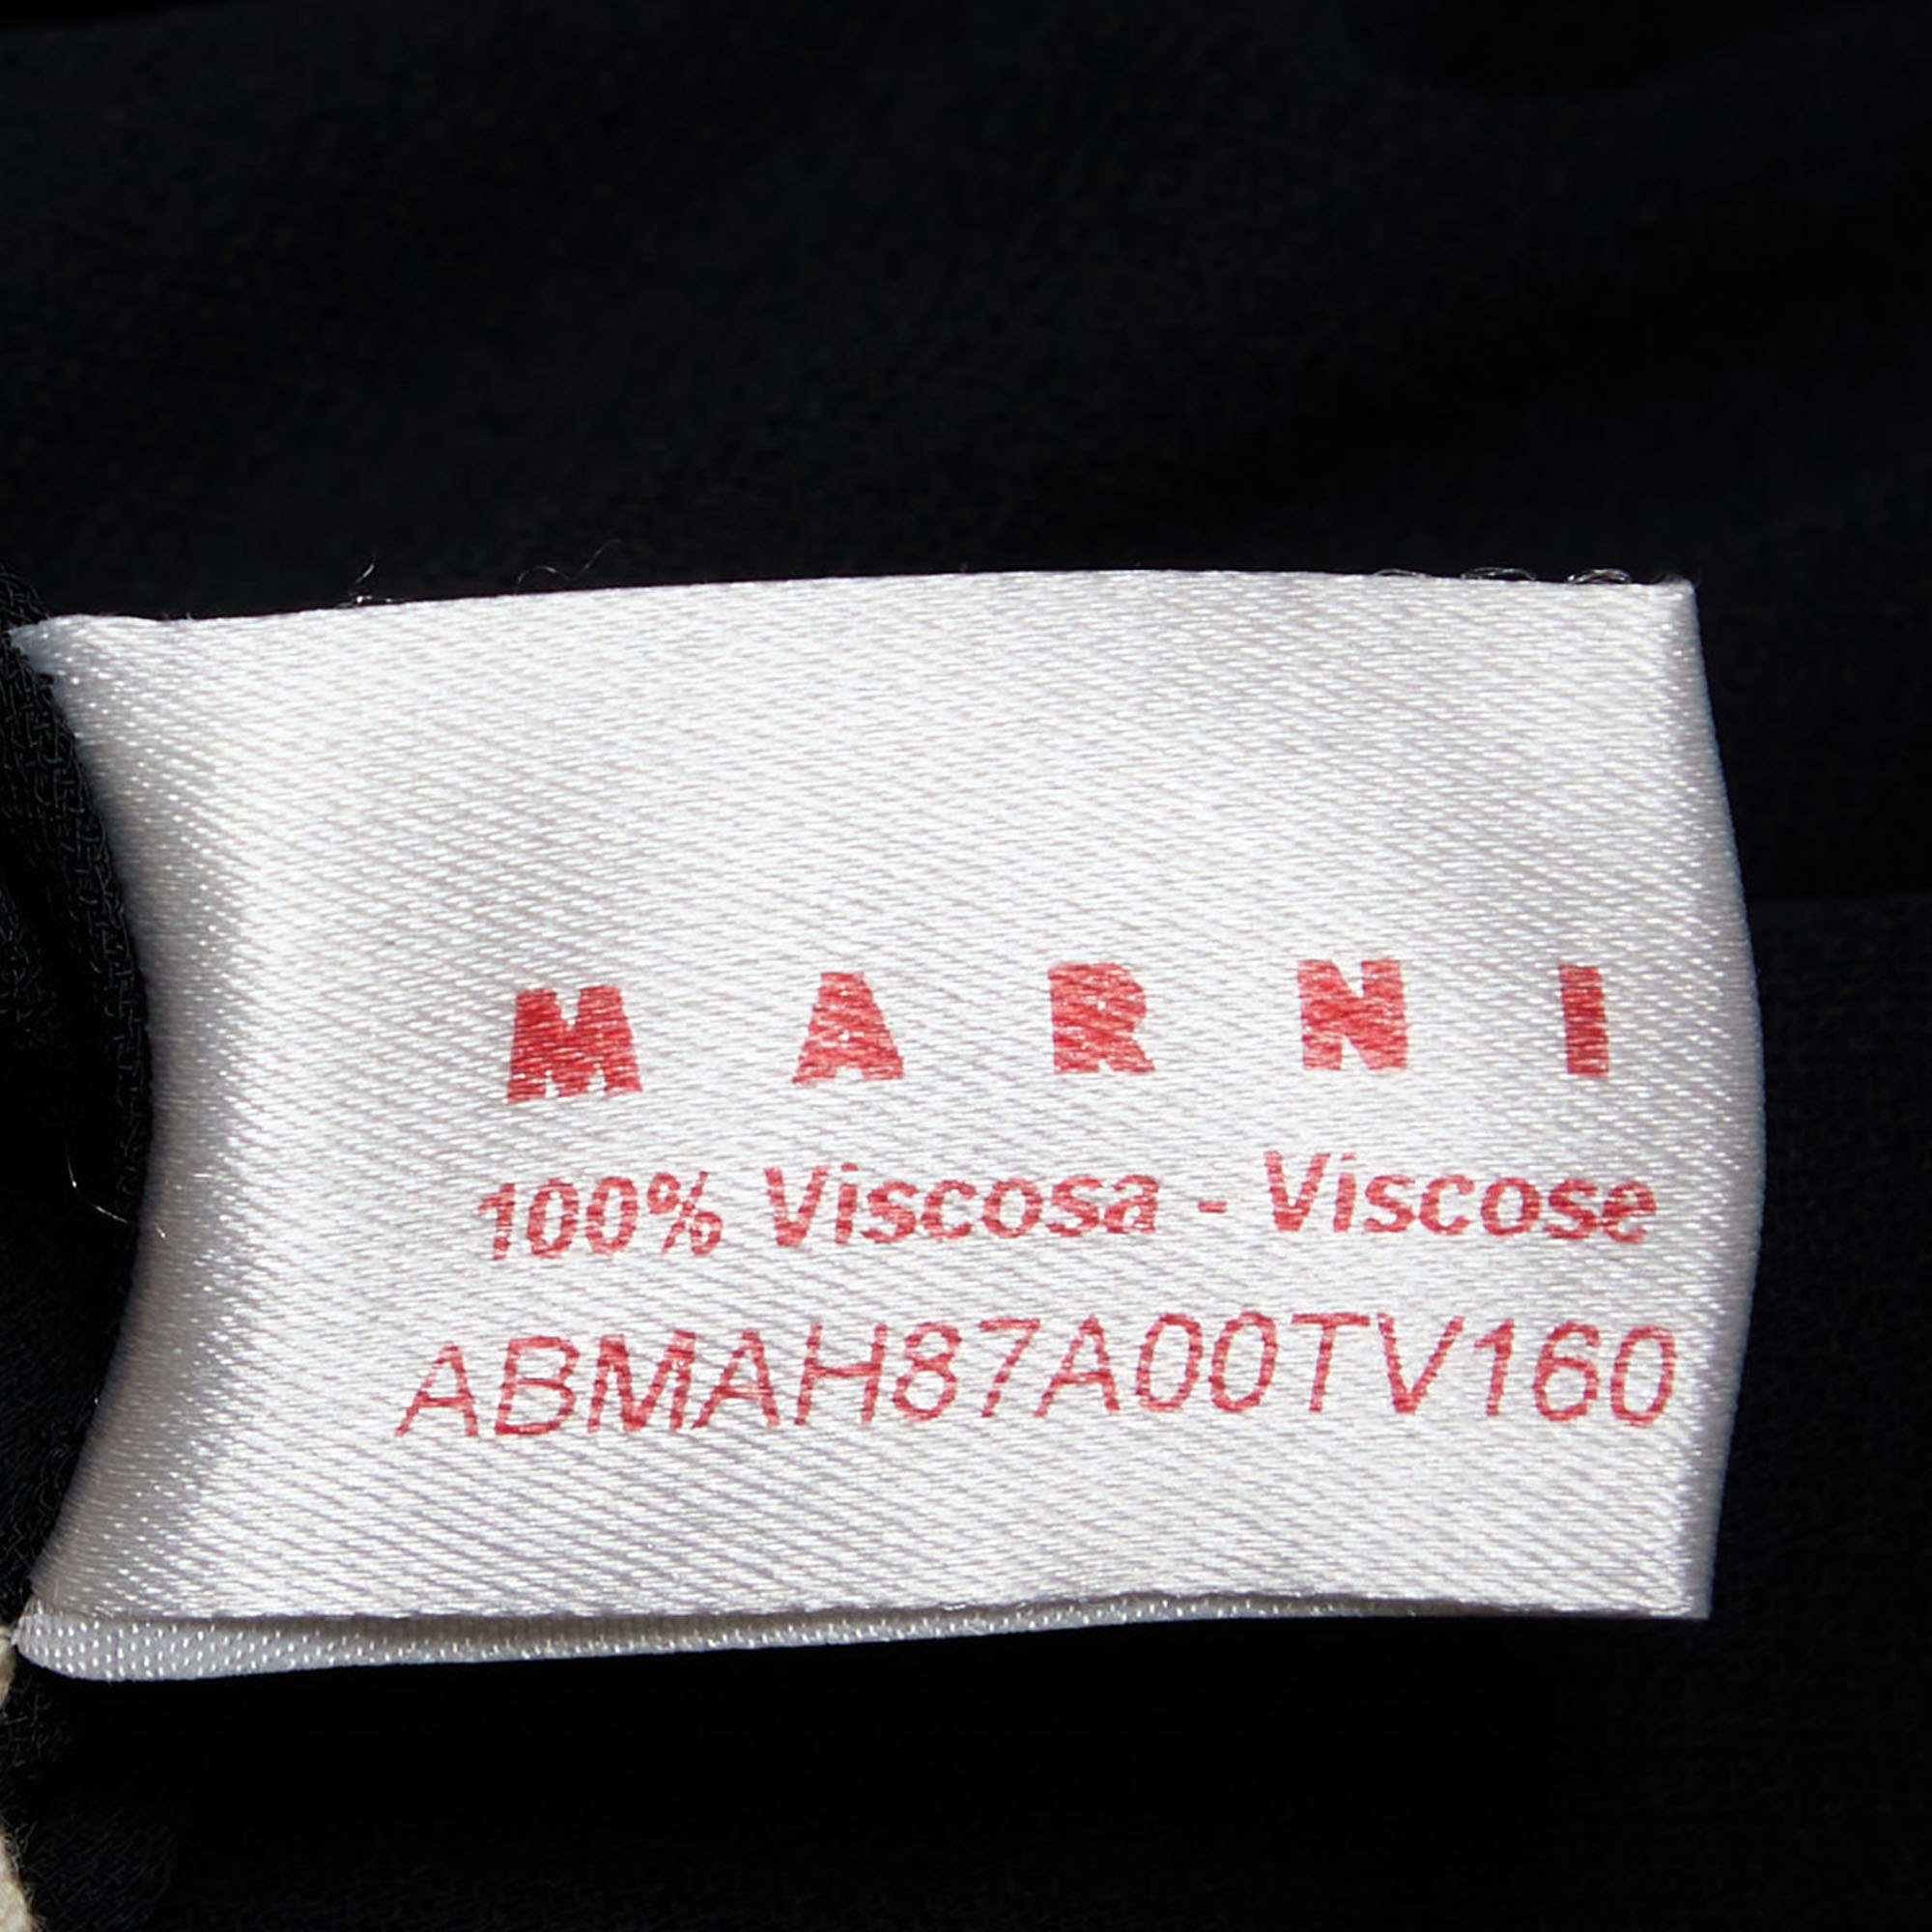 MARNI
100% Viscosa - Viscose
ABMAH87A00TV160